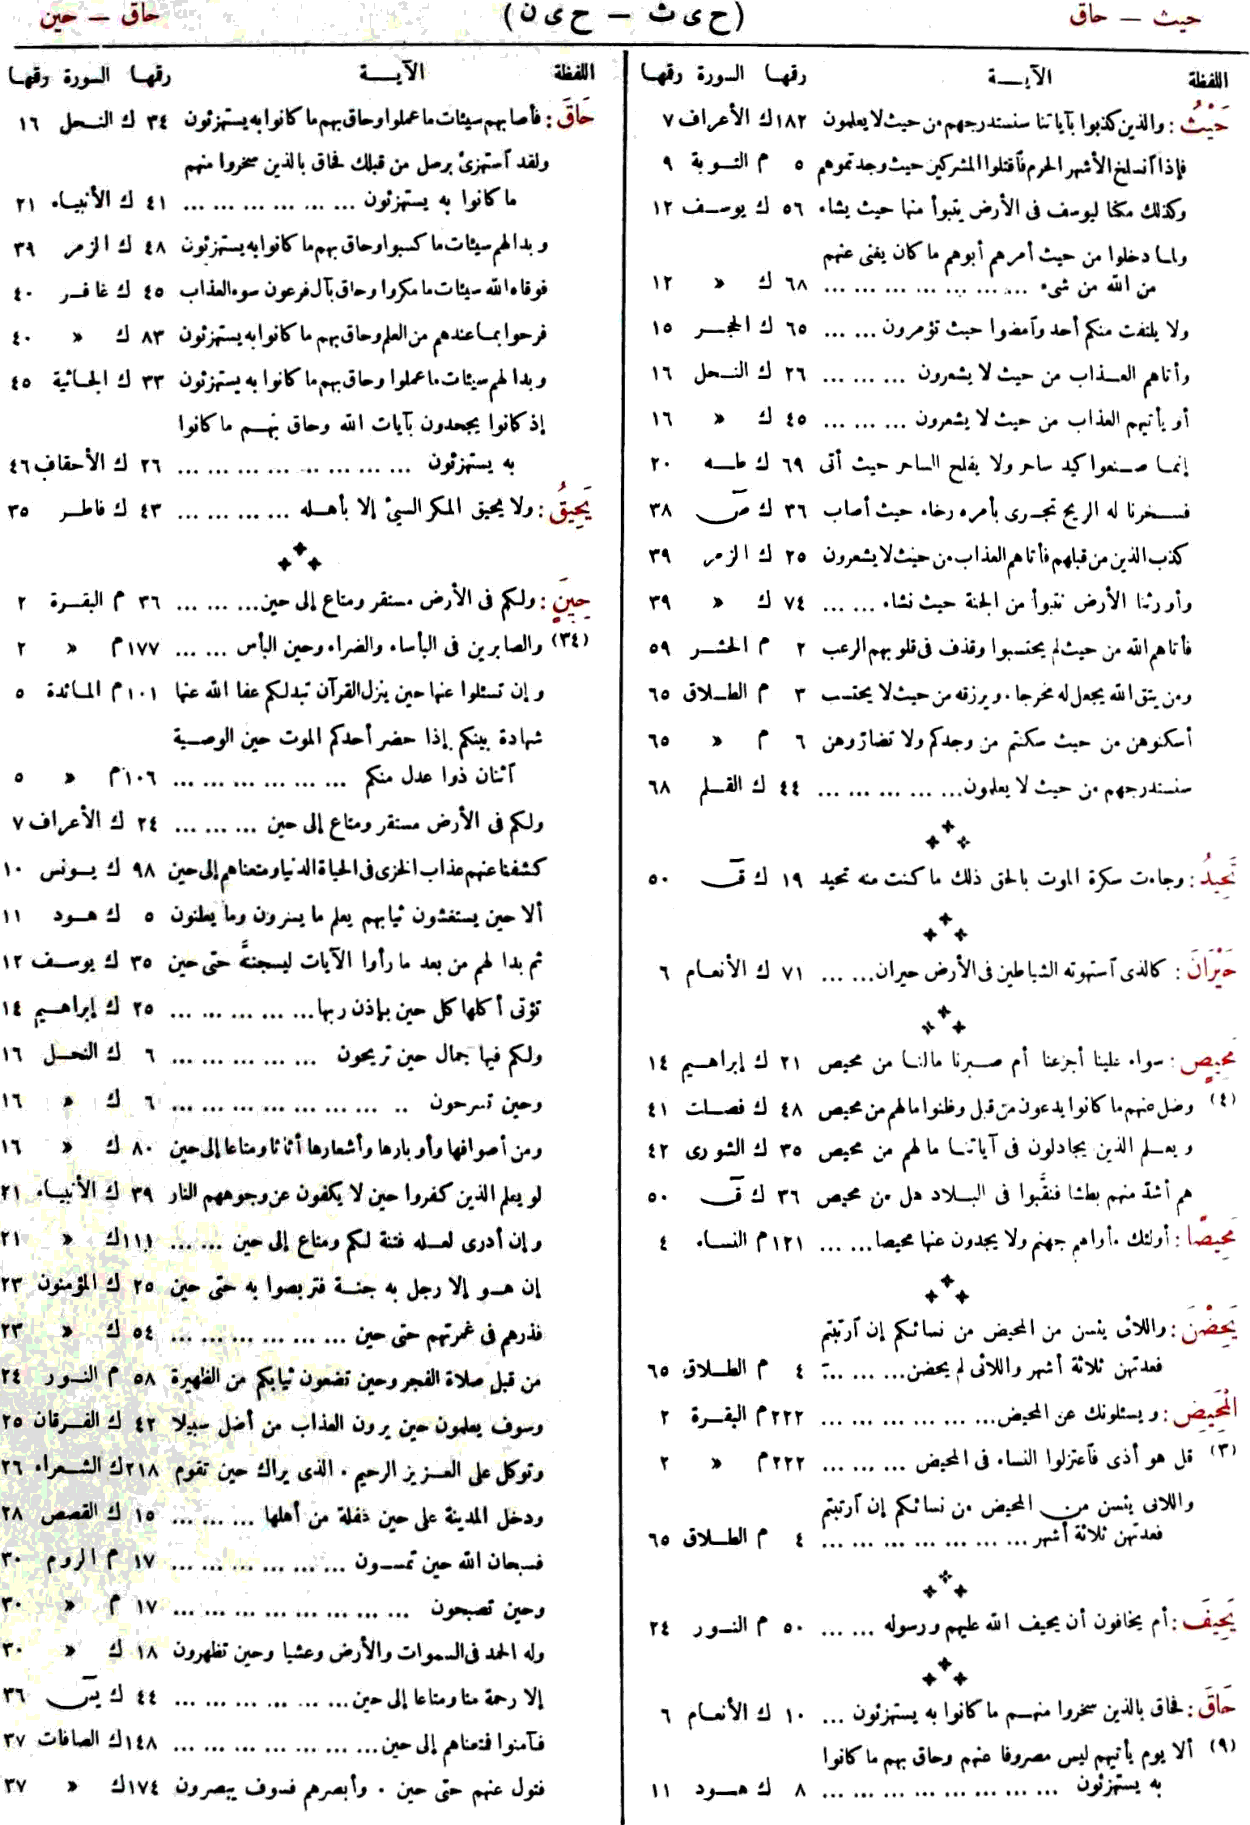 حيث — حاق
(ح ى ث — ح ى ن)
حاق — حين
اللفظة الآيــة رقمها السورة رقمها
حَيْثُ : والذين كذبوا بآياتنا سنستدرجهم من حيث لا يعلمون ١٨٢ ك الأعراف ٧
فإذا ٱنسلخ الأشهر الحرم فٱقتلوا المشركين حيث وجدتموهم ٥ م التوبة ٩
وكذلك مكنا ليوسف فى الأرض يتبوأ منها حيث يشاء ٥٦ ك يوسف ١٢
ولما دخلوا من حيث أمرهم أبوهم ما كان يغنى عنهم
من الله من شىء ... ... ... ... ... ... ... ٦٨ ك » ١٢
ولا يلتفت منكم أحد وٱمضوا حيث تؤمرون ... ... ٦٥ ك الحجر ١٥
وأتاهم العذاب من حيث لا يشعرون ... ... ... ٢٦ ك النحل ١٦
أو يأتيهم العذاب من حيث لا يشعرون ... ... ... ٤٥ ك » ١٦
إنما صنعوا كيد ساحر ولا يفلح الساحر حيث أتى ٦٩ ك طه ٢٠
فسخرنا له الريح تجرى بأمره رخاء حيث أصاب ٣٦ ك صٓ ٣٨
كذب الذين من قبلهم فأتاهم العذاب من حيث لا يشعرون ٢٥ ك الزمر ٣٩
وأورثنا الأرض نتبوأ من الجنة حيث نشاء ... ... ٧٤ ك » ٣٩
فأتاهم الله من حيث لم يحتسبوا وقذف فى قلوبهم الرعب ٢ م الحشر ٥٩
ومن يتق الله يجعل له مخرجا . ويرزقه من حيث لا يحتسب ٣ م الطلاق ٦٥
أسكنوهن من حيث سكنتم من وجدكم ولا تضاروهن ٦ م » ٦٥
سنستدرجهم من حيث لا يعلمون ... ... ... ... ... ٤٤ ك القلم ٦٨
تَحِيدُ : وجاءت سكرة الموت بالحق ذلك ما كنت منه تحيد ١٩ ك قٓ ٥٠
حَيْرَانَ : كالذى ٱستهوته الشياطين فى الأرض حيران ... ... ٧١ ك الأنعام ٦
مَحِيصٍ : سواء علينا أجزعنا أم صبرنا مالنا من محيص ٢١ ك إبراهيم ١٤
(٤) وضل عنهم ما كانوا يدعون من قبل وظنوا مالهم من محيص ٤٨ ك فصلت ٤١
ويعلم الذين يجادلون فى آياتنا مالهم من محيص ٣٥ ك الشورى ٤٢
هم أشد منهم بطشا فنقَّبوا فى البلاد هل من محيص ٣٦ ك قٓ ٥٠
مَحِيصًا : أولئك مأواهم جهنم ولا يجدون عنها محيصا ... ... ١٢١ م النساء ٤
يَحِضْنَ : واللائى يئسن من المحيض من نسائكم إن ٱرتبتم
فعدتهن ثلاثة أشهر واللائى لم يحضن ... ... ... ٤ م الطلاق ٦٥
الْمَحِيضِ : ويسئلونك عن المحيض ... ... ... ... ... ... ٢٢٢ م البقرة ٢
(٣) قل هو أذى فٱعتزلوا النساء فى المحيض ... ... ... ٢٢٢ م » ٢
واللائى يئسن من المحيض من نسائكم إن ٱرتبتم
فعدتهن ثلاثة أشهر ... ... ... ... ... ... ... ٤ م الطلاق ٦٥
يَحِيفَ : أم يخافون أن يحيف الله عليهم ورسوله ... ... ٥٠ م النور ٢٤
حَاقَ : فحاق بالذين سخروا منهم ما كانوا به يستهزئون ... ١٠ ك الأنعام ٦
(٩) ألا يوم يأتيهم ليس مصروفا عنهم وحاق بهم ما كانوا
به يستهزئون ... ... ... ... ... ... ... ... ٨ ك هود ١١
اللفظة الآيــة رقمها السورة رقمها
حَاقَ : فأصابهم سيئات ما عملوا وحاق بهم ما كانوا به يستهزئون ٣٤ ك النحل ١٦
ولقد ٱستهزئ برسل من قبلك فحاق بالذين سخروا منهم
ما كانوا به يستهزئون ... ... ... ... ... ... ٤١ ك الأنبياء ٢١
وبدا لهم سيئات ما كسبوا وحاق بهم ما كانوا به يستهزئون ٤٨ ك الزمر ٣٩
فوقاه الله سيئات ما مكروا وحاق بآل فرعون سوء العذاب ٤٥ ك غافر ٤٠
فرحوا بما عندهم من العلم وحاق بهم ما كانوا به يستهزئون ٨٣ ك » ٤٠
وبدا لهم سيئات ما عملوا وحاق بهم ما كانوا به يستهزئون ٣٣ ك الجاثية ٤٥
إذ كانوا يجحدون بآيات الله وحاق بهم ما كانوا
به يستهزئون ... ... ... ... ... ... ... ... ٢٦ ك الأحقاف ٤٦
يَحِيقُ : ولا يحيق المكر السيئ إلا بأهله ... ... ... ... ٤٣ ك فاطر ٣٥
حِينٍ : ولكم فى الأرض مستقر ومتاع إلى حين ... ... ... ٣٦ م البقرة ٢
(٣٤) والصابرين فى البأساء والضراء وحين البأس ... ... ١٧٧ م » ٢
وإن تسئلوا عنها حين ينزل القرآن تبد لكم عفا الله عنها ١٠١ م المائدة ٥
شهادة بينكم إذا حضر أحدكم الموت حين الوصية
ٱثنان ذوا عدل منكم ... ... ... ... ... ... ١٠٦ م » ٥
ولكم فى الأرض مستقر ومتاع إلى حين ... ... ... ٢٤ ك الأعراف ٧
كشفنا عنهم عذاب الخزى فى الحياة الدنيا ومتعناهم إلى حين ٩٨ ك يونس ١٠
ألا حين يستغشون ثيابهم يعلم ما يسرون وما يعلنون ٥ ك هود ١١
ثم بدا لهم من بعد ما رأوا الآيات ليسجننَّه حتى حين ٣٥ ك يوسف ١٢
تؤتى أكلها كل حين بإذن ربها ... ... ... ... ... ٢٥ ك إبراهيم ١٤
ولكم فيها جمال حين تريحون ... ... ... ... ... ٦ ك النحل ١٦
وحين تسرحون ... ... ... ... ... ... ... ... ٦ ك » ١٦
ومن أصوافها وأوبارها وأشعارها أثاثا ومتاعا إلى حين ٨٠ ك » ١٦
لو يعلم الذين كفروا حين لا يكفون عن وجوههم النار ٣٩ ك الأنبياء ٢١
وإن أدرى لعله فتنة لكم ومتاع إلى حين ... ... ١١١ ك » ٢١
إن هو إلا رجل به جنة فتربصوا به حتى حين ٢٥ ك المؤمنون ٢٣
فذرهم فى غمرتهم حتى حين ... ... ... ... ... ... ٥٤ ك » ٢٣
من قبل صلاة الفجر وحين تضعون ثيابكم من الظهيرة ٥٨ م النور ٢٤
وسوف يعلمون حين يرون العذاب من أضل سبيلا ٤٢ ك الفرقان ٢٥
وتوكل على العزيز الرحيم . الذى يراك حين تقوم ٢١٨ ك الشعراء ٢٦
ودخل المدينة على حين غفلة من أهلها ... ... ... ١٥ ك القصص ٢٨
فسبحان الله حين تمسون ... ... ... ... ... ... ١٧ م الروم ٣٠
وحين تصبحون ... ... ... ... ... ... ... ... ١٧ م » ٣٠
وله الحمد فى السموات والأرض وعشيا وحين تظهرون ١٨ ك » ٣٠
إلا رحمة منا ومتاعا إلى حين ... ... ... ... ... ... ٤٤ ك يسٓ ٣٦
فآمنوا فمتعناهم إلى حين ... ... ... ... ... ... ... ١٤٨ ك الصافات ٣٧
فتول عنهم حتى حين . وأبصرهم فسوف يبصرون ١٧٤ ك » ٣٧